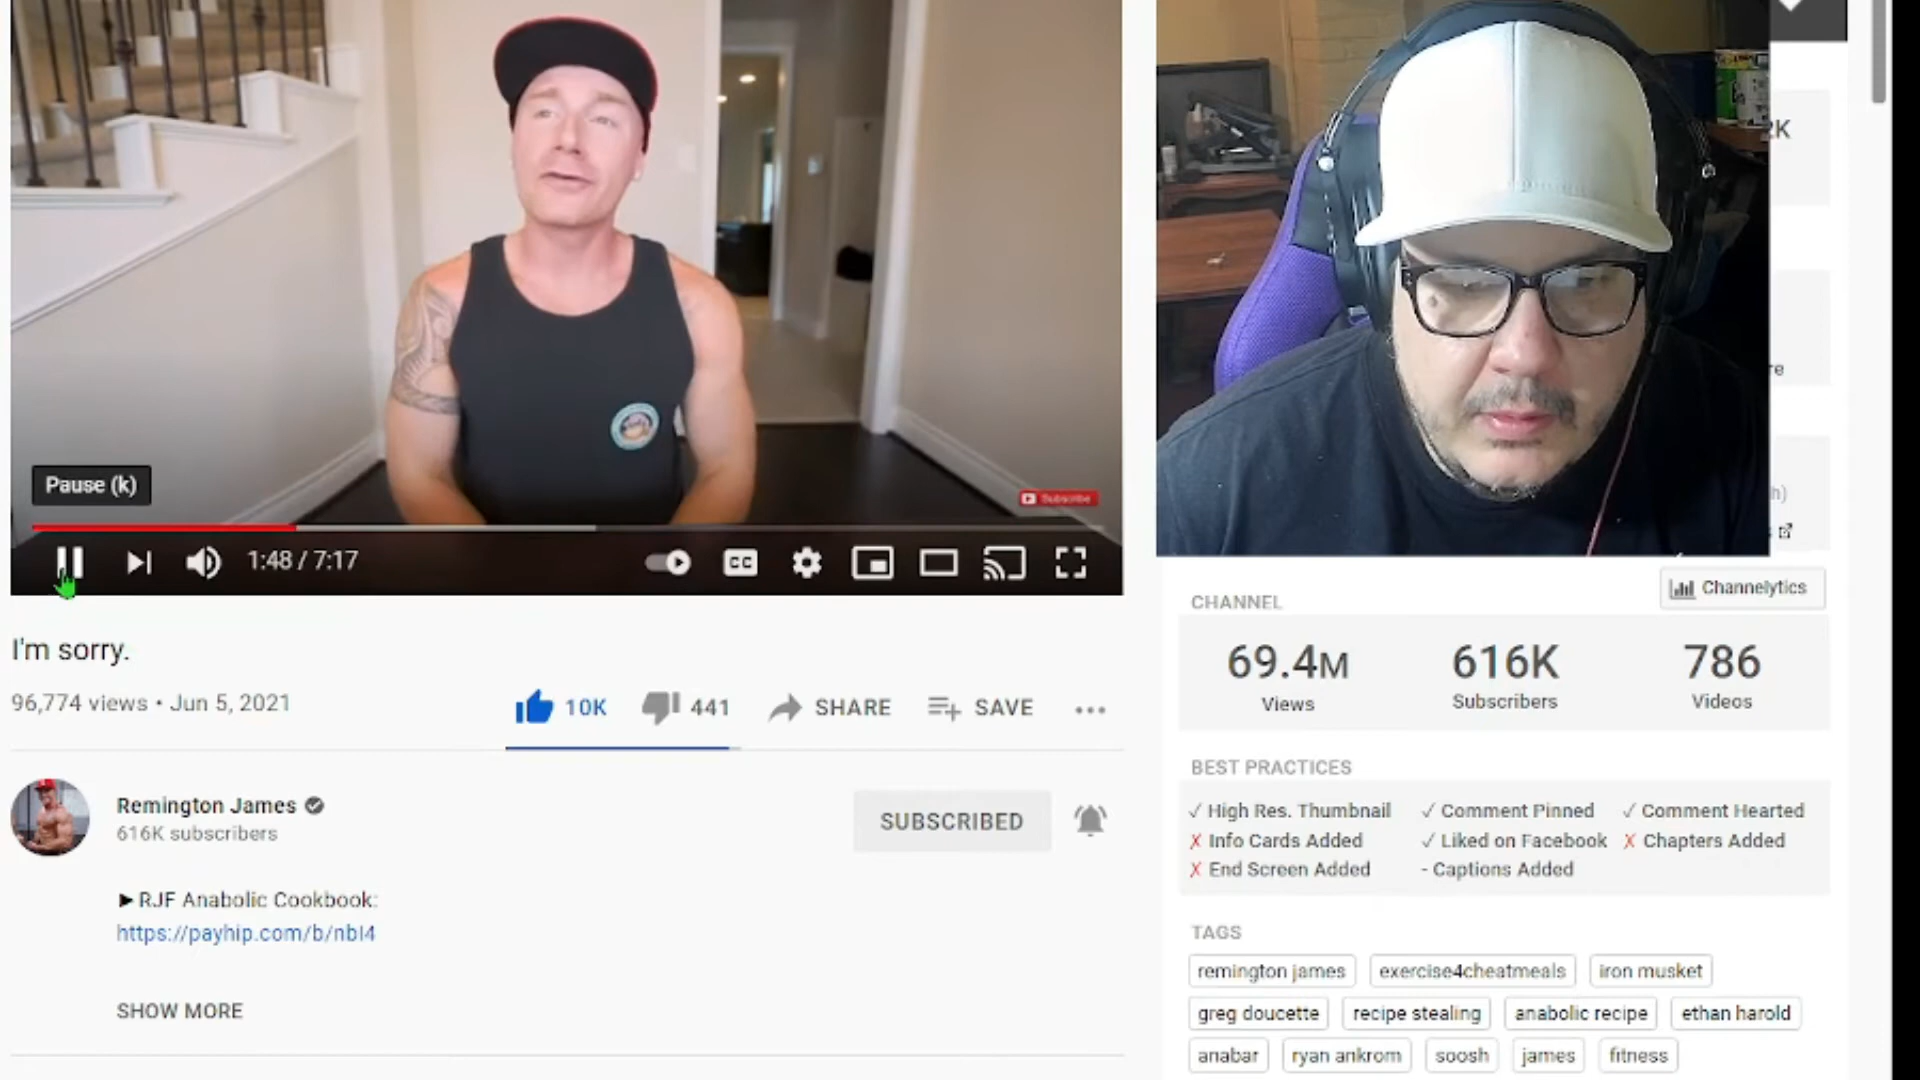 Pause (k)
Subscribe
1:48 / 7:17
CC
I'm sorry.
96,774 views • Jun 5, 2021
10K
441
SHARE
SAVE
Remington James
616K subscribers
SUBSCRIBED
►RJF Anabolic Cookbook:
https://payhip.com/b/nbI4
SHOW MORE
Channelytics
CHANNEL
69.4M
616K
786
Views
Subscribers
Videos
BEST PRACTICES
✓ High Res. Thumbnail
✓ Comment Pinned
✓ Comment Hearted
✗ Info Cards Added
✓ Liked on Facebook
✗ Chapters Added
✗ End Screen Added
- Captions Added
TAGS
remington james
exercise4cheatmeals
iron musket
greg doucette
recipe stealing
anabolic recipe
ethan harold
anabar
ryan ankrom
soosh
james
fitness